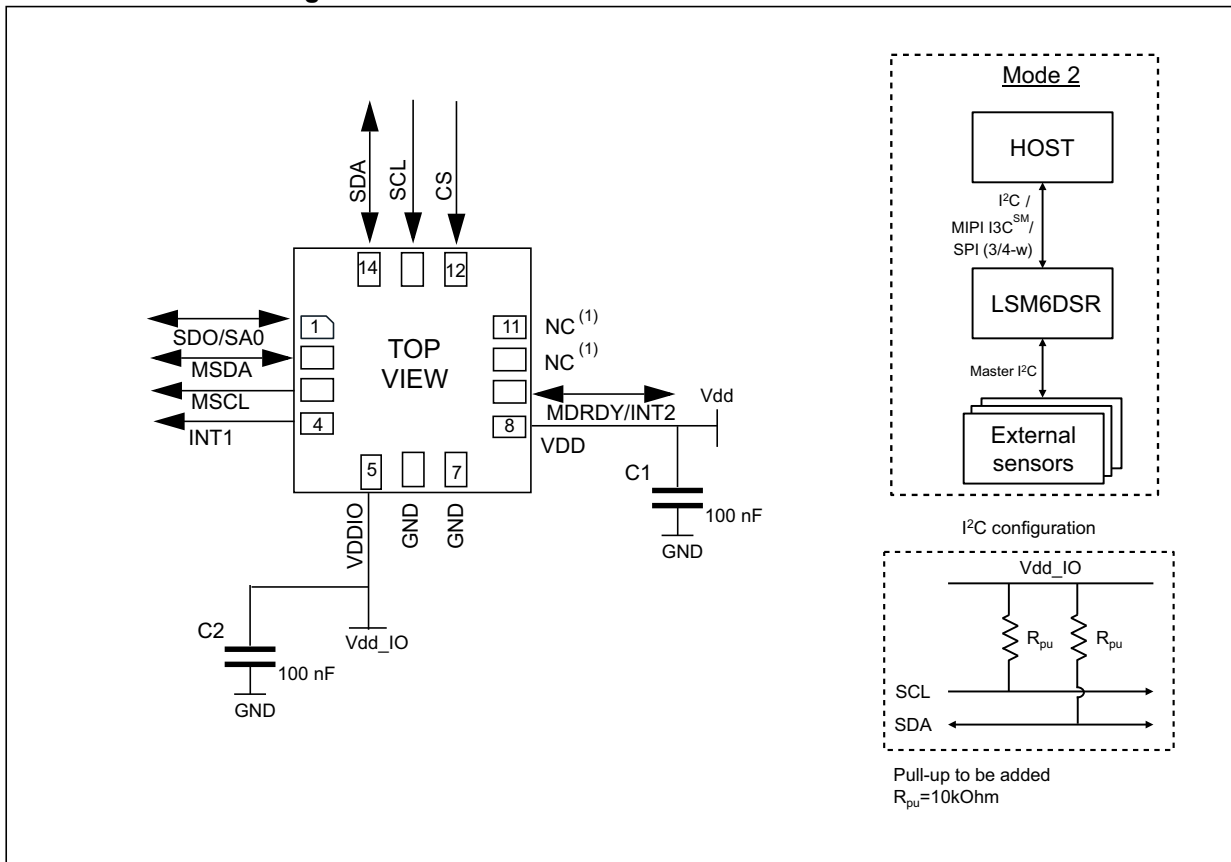 SDA
SCL
CS
14
12
1
11
NC (1)
SDO/SA0
MSDA
MSCL
INT1
TOP
VIEW
NC (1)
MDRDY/INT2
Vdd
4
8
VDD
5
7
VDDIO
GND
GND
C1
100 nF
GND
C2
100 nF
GND
Vdd_IO
Mode 2
HOST
I²C /
MIPI I3C SM/
SPI (3/4-w)
LSM6DSR
Master I²C
External
sensors
I²C configuration
Vdd_IO
Rpu
Rpu
SCL
SDA
Pull-up to be added
Rpu=10kOhm